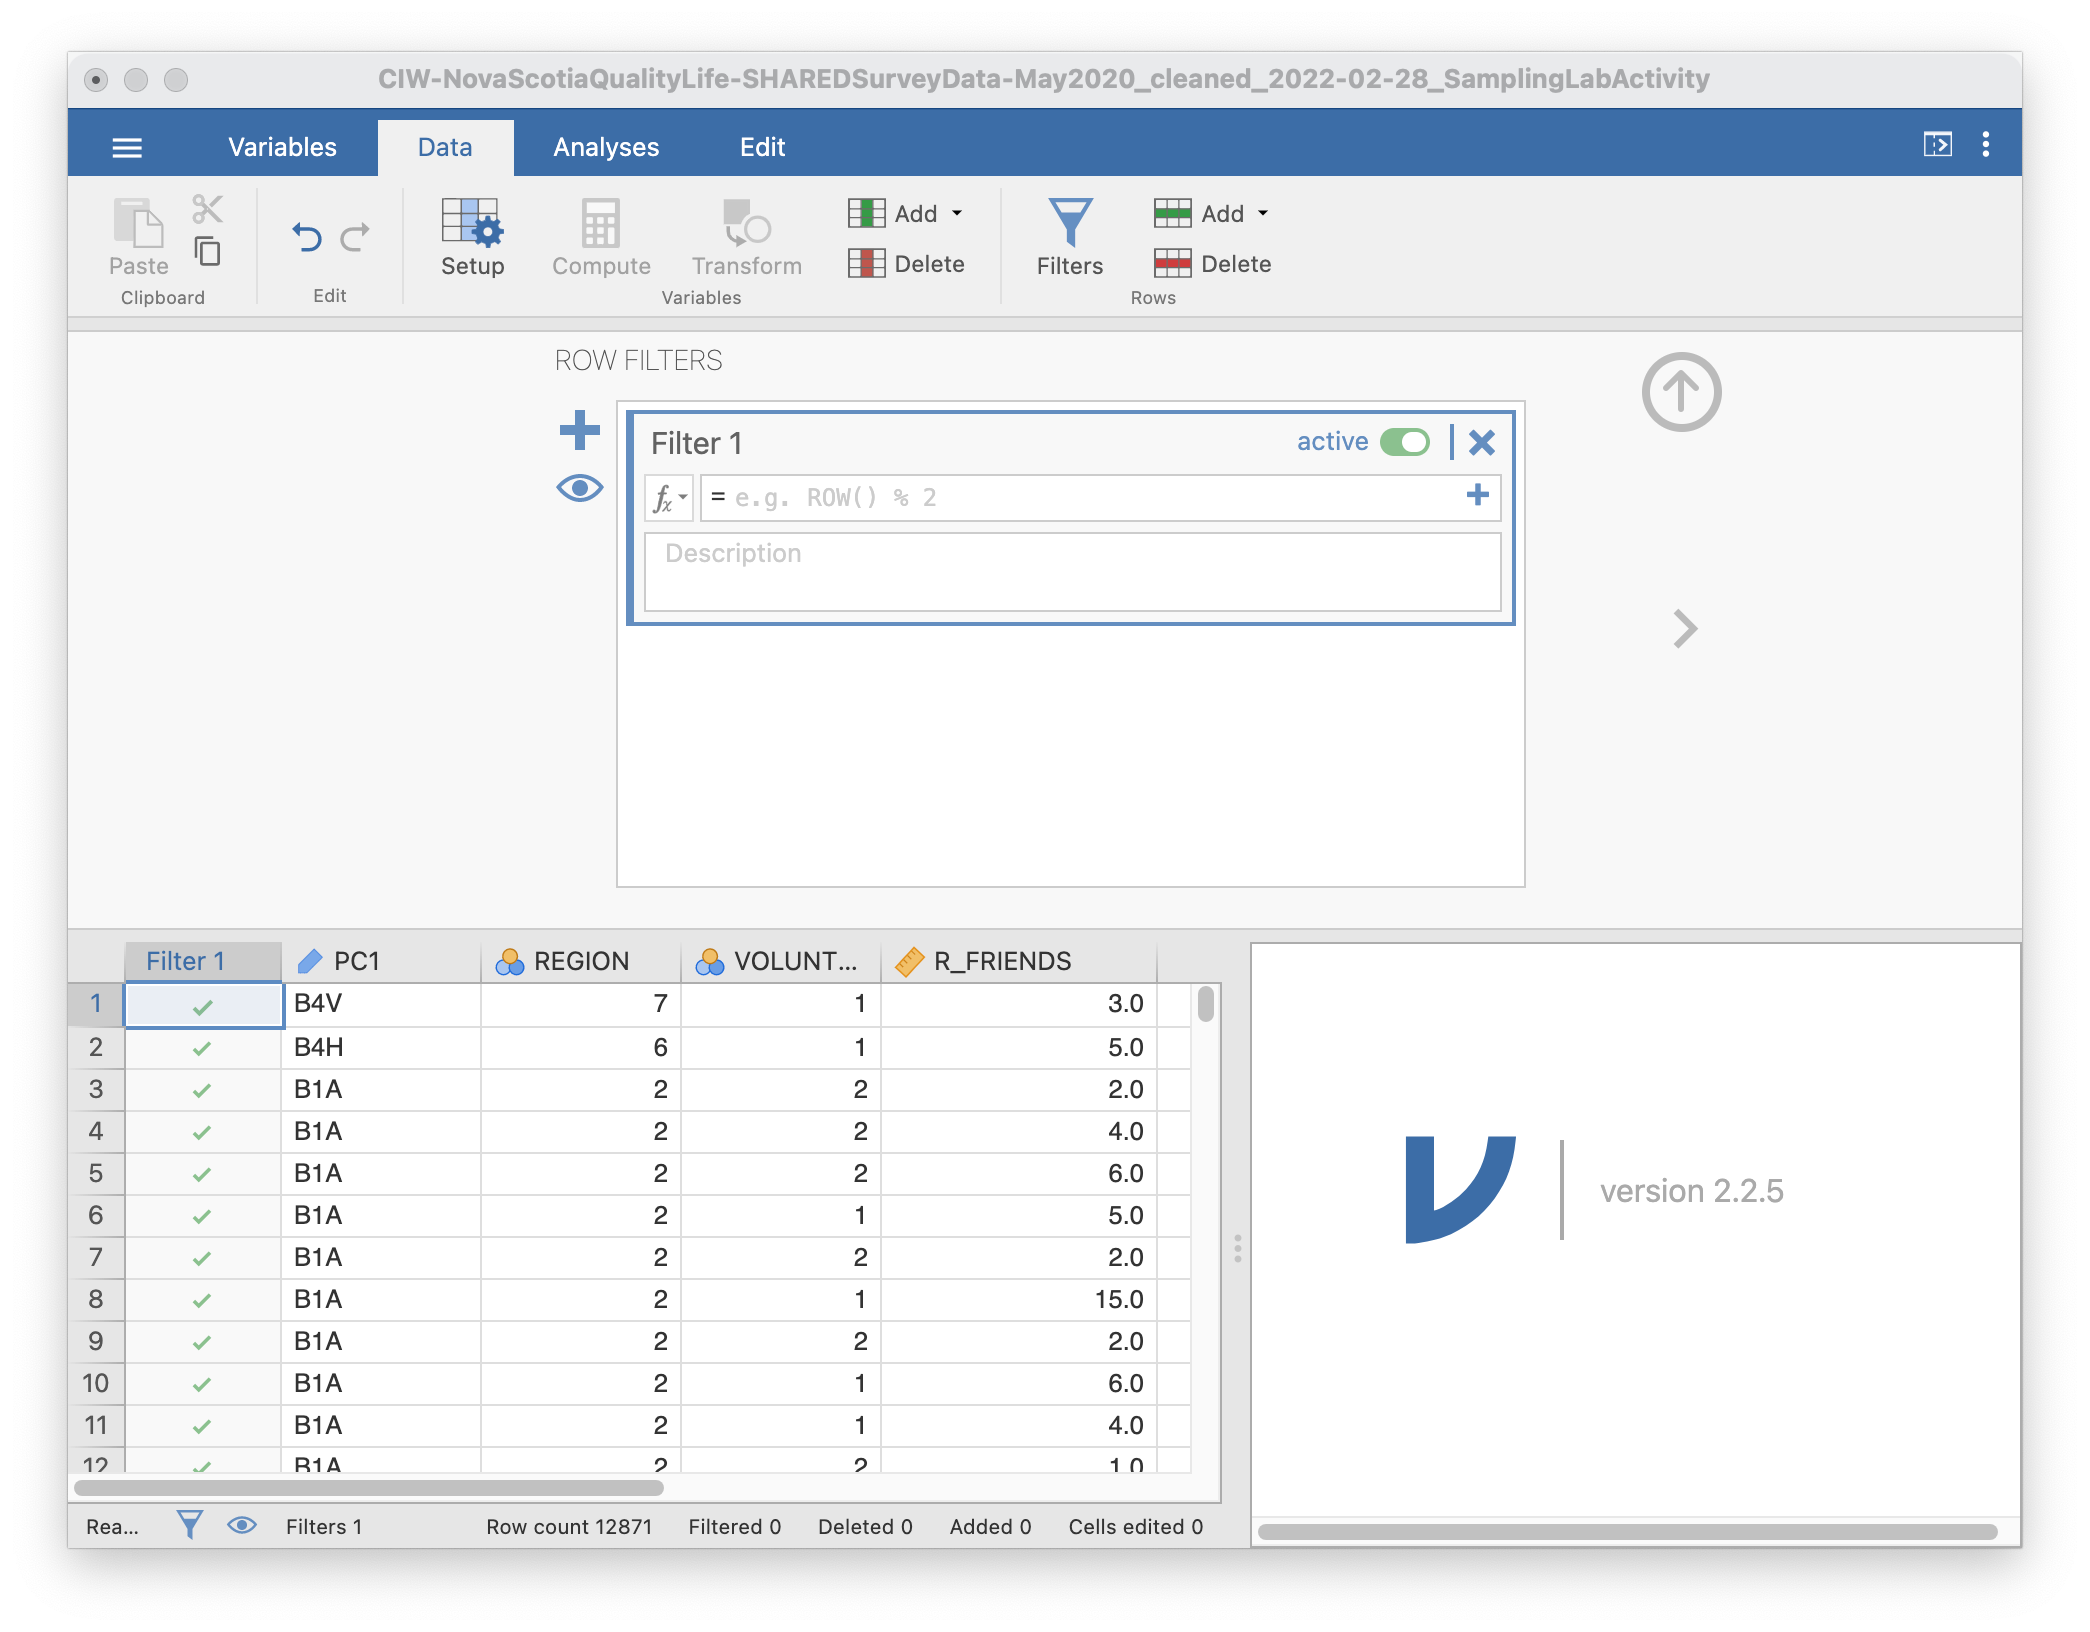 CIW-NovaScotiaQualityLife-SHAREDSurveyData-May2020_cleaned_2022-02-28_SamplingLabActivity
Variables Data Analyses Edit
Paste Setup Compute Transform Add Delete Filters Add Delete
Clipboard Edit Variables Rows
ROW FILTERS
Filter 1 active
fx = e.g. ROW() % 2
Description
Filter 1 PC1 REGION VOLUNT... R_FRIENDS
1 B4V 7 1 3.0
2 B4H 6 1 5.0
3 B1A 2 2 2.0
4 B1A 2 2 4.0
5 B1A 2 2 6.0
6 B1A 2 1 5.0
7 B1A 2 2 2.0
8 B1A 2 1 15.0
9 B1A 2 2 2.0
10 B1A 2 1 6.0
11 B1A 2 1 4.0
12 B1A 2 2 1.0
version 2.2.5
Rea... Filters 1 Row count 12871 Filtered 0 Deleted 0 Added 0 Cells edited 0